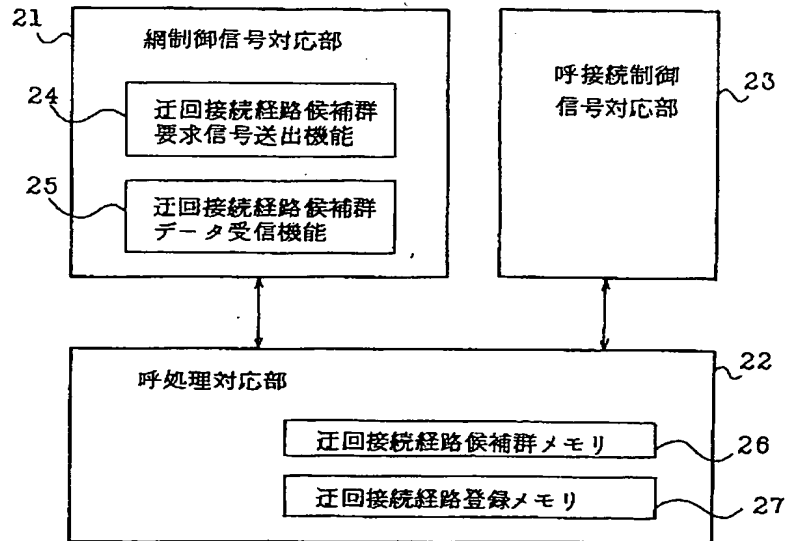 21
網制御信号対応部
24
迂回接続経路候補群
要求信号送出機能
25
迂回接続経路候補群
データ受信機能
呼接続制御
信号対応部
23
呼処理対応部
22
迂回接続経路候補群メモリ
26
迂回接続経路登録メモリ
27